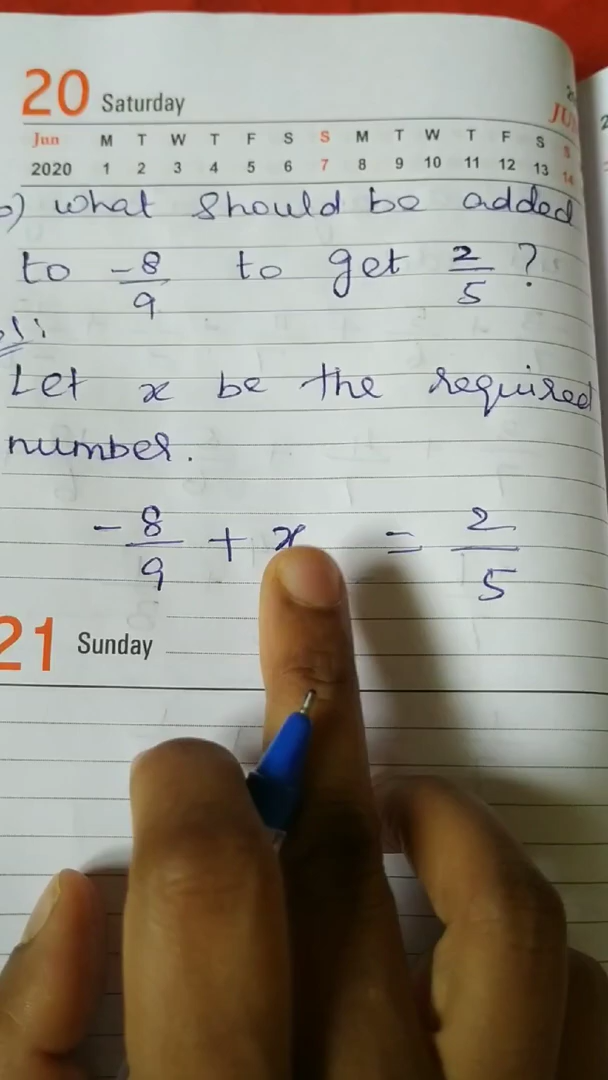 20 Saturday
Jun M T W T F S S M T W T F S S
2020 1 2 3 4 5 6 7 8 9 10 11 12 13 14
) what should be added
to -8/9 to get 2/5 ?
Let x be the required
number.
-8/9 + x = 2/5
21 Sunday